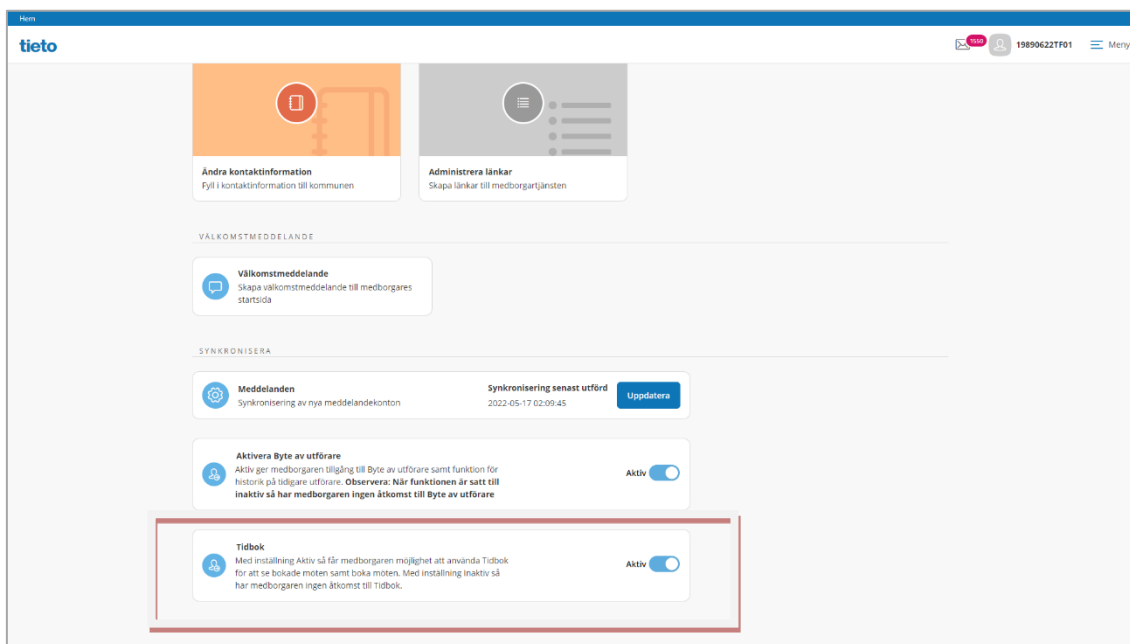 Hem
tieto
1550
19890622TF01
Meny
Ändra kontaktinformation
Fyll i kontaktinformation till kommunen
Administrera länkar
Skapa länkar till medborgartjänsten
VÄLKOMSTMEDDELANDE
Välkomstmeddelande
Skapa välkomstmeddelande till medborgares
startsida
SYNKRONISERA
Meddelanden
Synkronisering av nya meddelandekonton
Synkronisering senast utförd
2022-05-17 02:09:45
Uppdatera
Aktivera Byte av utförare
Aktiv ger medborgaren tillgång till Byte av utförare samt funktion för
historik på tidigare utförare. Observera: När funktionen är satt till
inaktiv så har medborgaren ingen åtkomst till Byte av utförare
Aktiv
Tidbok
Med inställning Aktiv så får medborgaren möjlighet att använda Tidbok
för att se bokade möten samt boka möten. Med inställning Inaktiv så
har medborgaren ingen åtkomst till Tidbok.
Aktiv